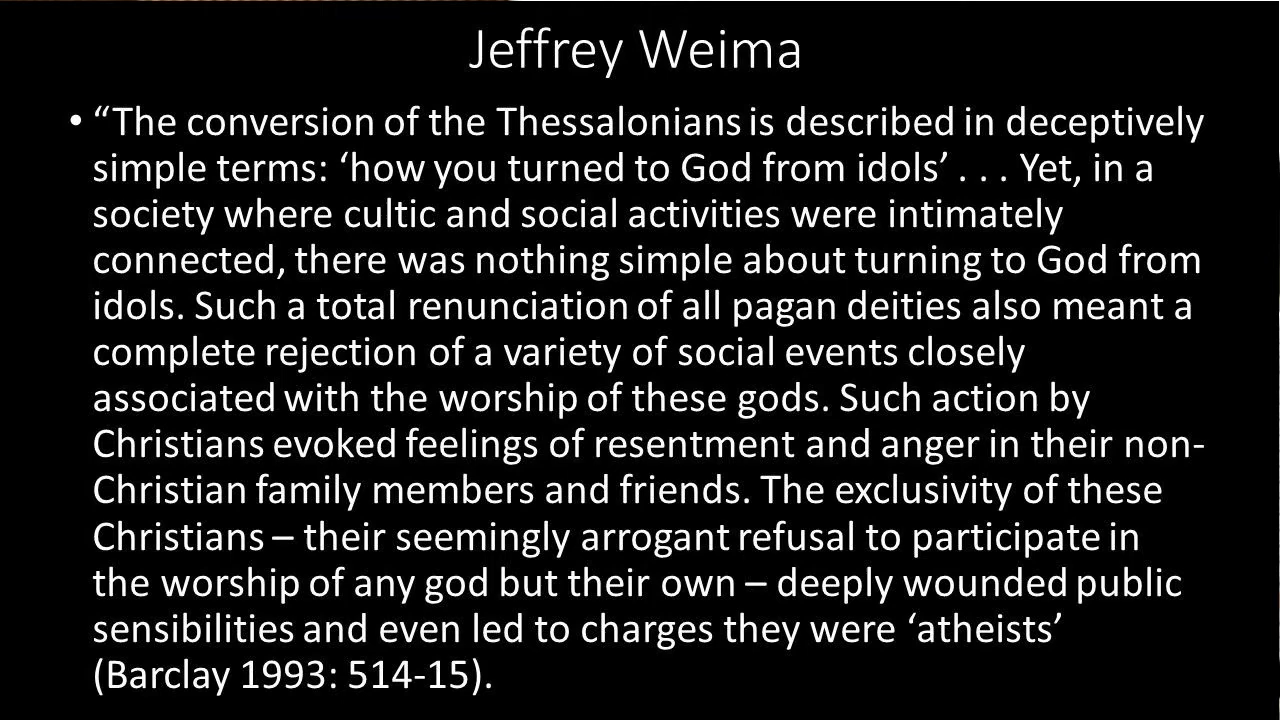 Jeffrey Weima
• “The conversion of the Thessalonians is described in deceptively
simple terms: ‘how you turned to God from idols’ . . . Yet, in a
society where cultic and social activities were intimately
connected, there was nothing simple about turning to God from
idols. Such a total renunciation of all pagan deities also meant a
complete rejection of a variety of social events closely
associated with the worship of these gods. Such action by
Christians evoked feelings of resentment and anger in their non-
Christian family members and friends. The exclusivity of these
Christians – their seemingly arrogant refusal to participate in
the worship of any god but their own – deeply wounded public
sensibilities and even led to charges they were ‘atheists’
(Barclay 1993: 514-15).